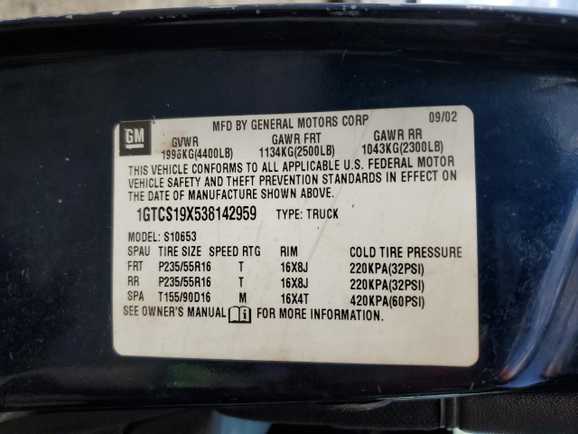 GM
MFD BY GENERAL MOTORS CORP 09/02
GVWR GAWR FRT GAWR RR
1995KG(4400LB) 1134KG(2500LB) 1043KG(2300LB)
THIS VEHICLE CONFORMS TO ALL APPLICABLE U.S. FEDERAL MOTOR
VEHICLE SAFETY AND THEFT PREVENTION STANDARDS IN EFFECT ON
THE DATE OF MANUFACTURE SHOWN ABOVE.
1GTCS19X538142959 TYPE: TRUCK
MODEL: S10653
SPAU TIRE SIZE SPEED RTG RIM COLD TIRE PRESSURE
FRT P235/55R16 T 16X8J 220KPA(32PSI)
RR P235/55R16 T 16X8J 220KPA(32PSI)
SPA T155/90D16 M 16X4T 420KPA(60PSI)
SEE OWNER'S MANUAL FOR MORE INFORMATION.